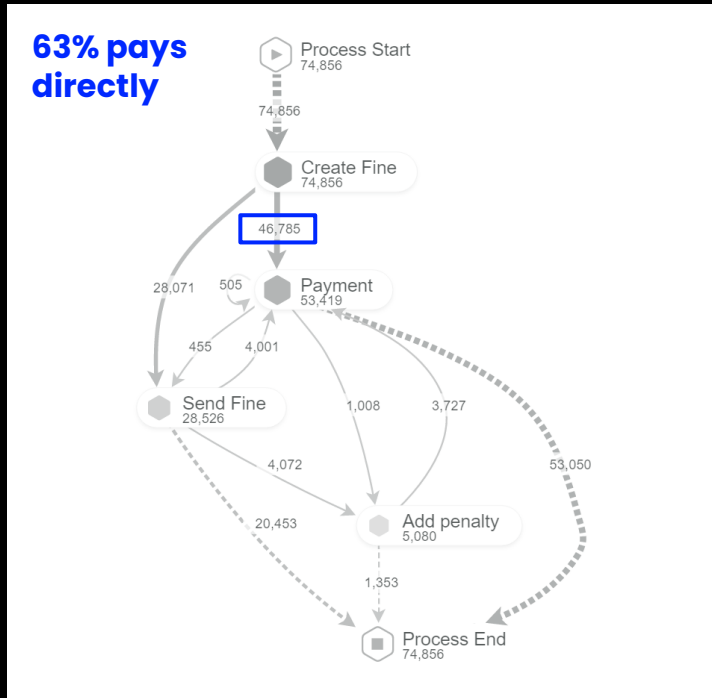 63% pays
directly
Process Start
74,856
74,856
Create Fine
74,856
46,785
28,071
505
Payment
53,419
455
4,001
Send Fine
28,526
1,008
3,727
4,072
53,050
20,453
Add penalty
5,080
1,353
Process End
74,856